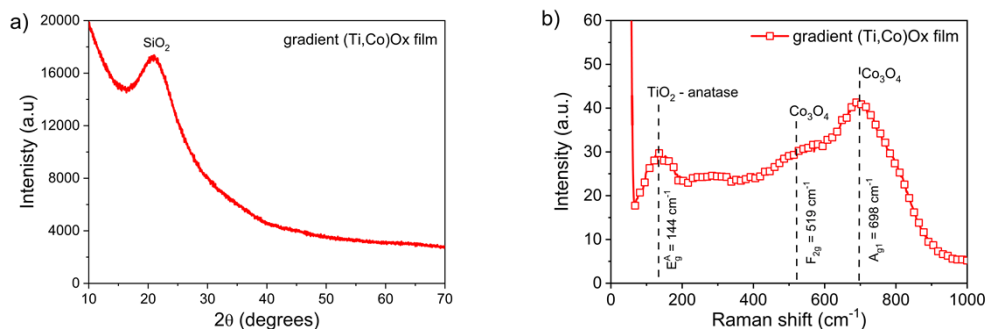 a)
20000
16000
12000
8000
4000
0
10
20
30
40
50
60
70
Intenisty (a.u)
2θ (degrees)
SiO₂
gradient (Ti,Co)Ox film
b)
60
50
40
30
20
10
0
0
200
400
600
800
1000
Intensity (a.u.)
Raman shift (cm⁻¹)
gradient (Ti,Co)Ox film
Co₃O₄
TiO₂ - anatase
Co₃O₄
E_g^A = 144 cm⁻¹
F₂g = 519 cm⁻¹
A_g1 = 698 cm⁻¹